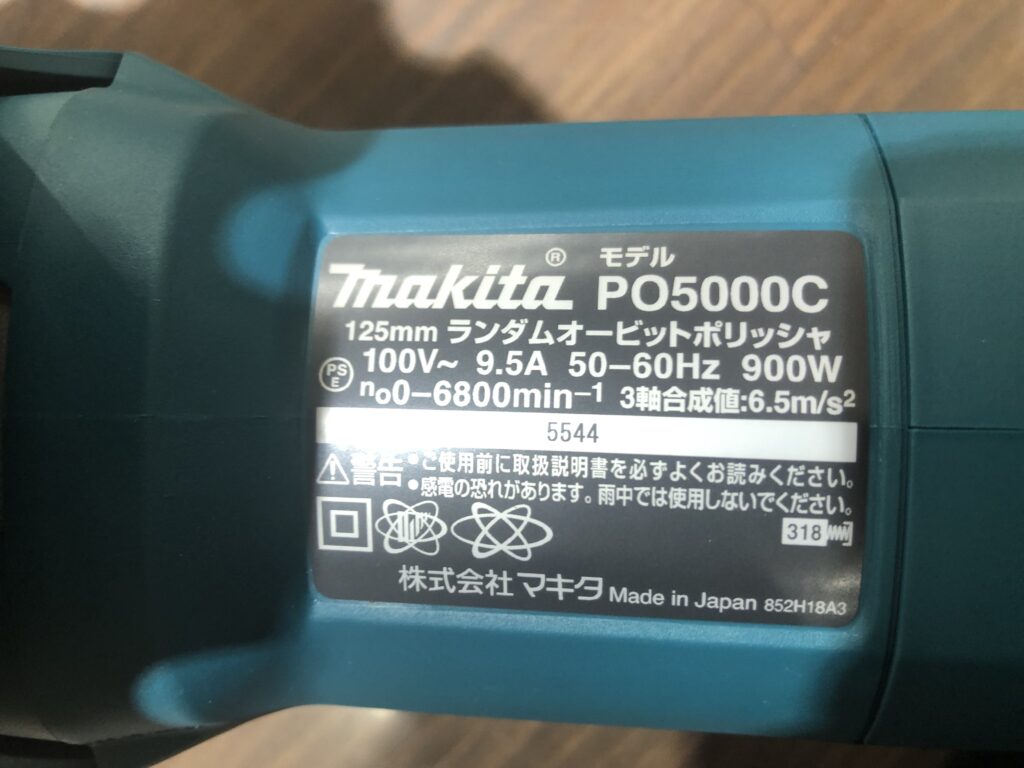 makita® モデル PO5000C
125mm ランダムオービットポリッシャ
PSE 100V~ 9.5A 50-60Hz 900W
no0-6800min-1 3軸合成値:6.5m/s2
5544
警告 •ご使用前に取扱説明書を必ずよくお読みください。
•感電の恐れがあります。雨中では使用しないでください。
318
株式会社 マキタ Made in Japan 852H18A3